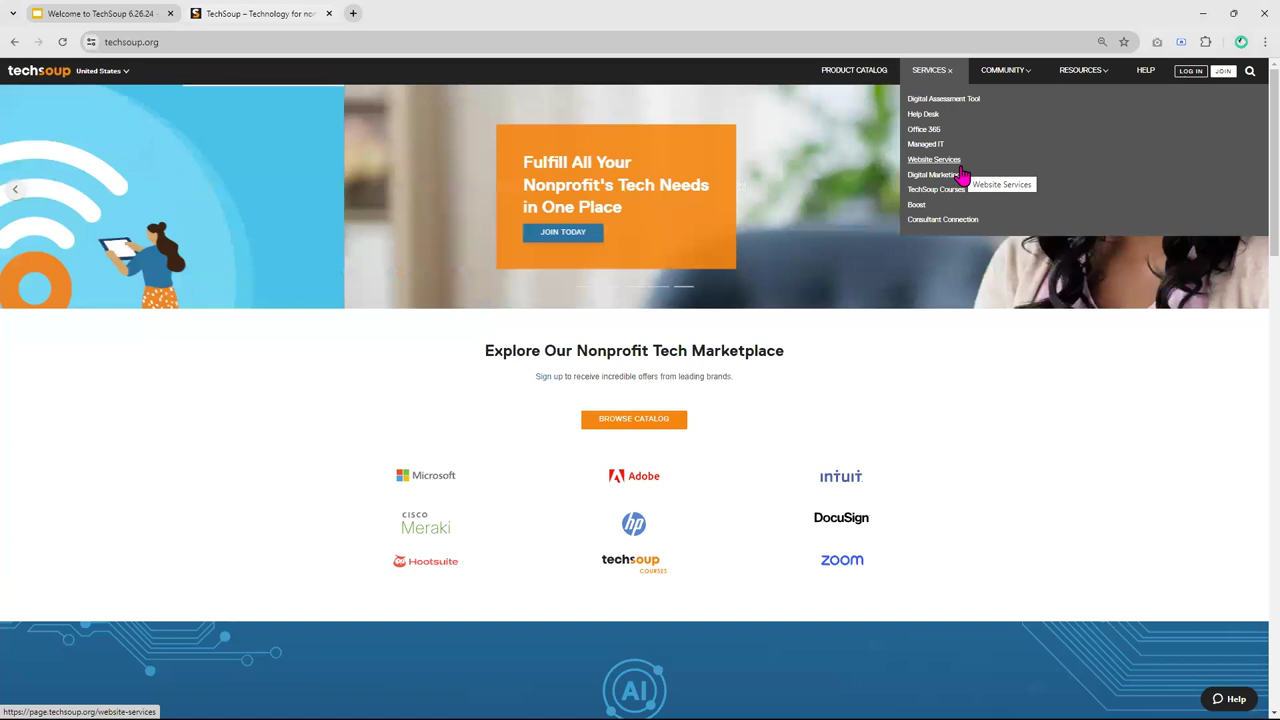 Welcome to TechSoup 6.26.24 -
TechSoup – Technology for non
techsoup.org
techsoup
United States
PRODUCT CATALOG
SERVICES
COMMUNITY
RESOURCES
HELP
LOG IN
JOIN
Digital Assessment Tool
Help Desk
Office 365
Managed IT
Website Services
Digital Marketing
TechSoup Courses
Boost
Consultant Connection
Website Services
Fulfill All Your
Nonprofit's Tech Needs
in One Place
JOIN TODAY
Explore Our Nonprofit Tech Marketplace
Sign up to receive incredible offers from leading brands.
BROWSE CATALOG
Microsoft
Adobe
INTUIT
CISCO
Meraki
hp
DocuSign
Hootsuite
techsoup
COURSES
zoom
AI
Help
https://page.techsoup.org/website-services